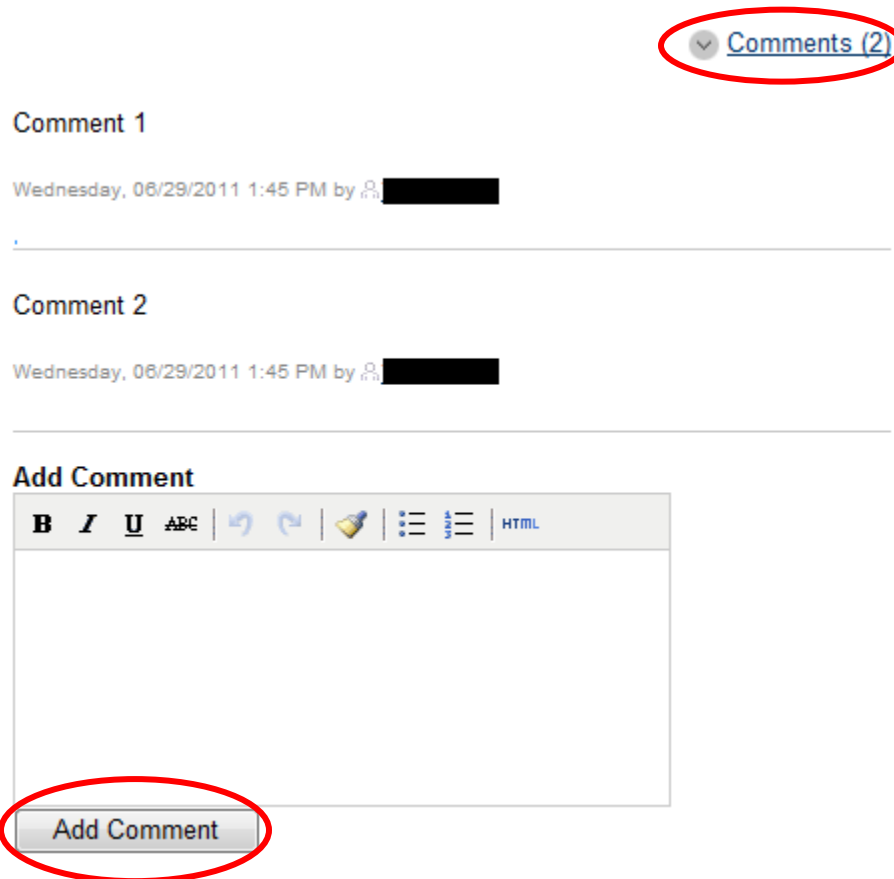 Comments (2)
Comment 1
Wednesday, 06/29/2011 1:45 PM by
Comment 2
Wednesday, 06/29/2011 1:45 PM by
Add Comment
B I U ABC HTML
Add Comment